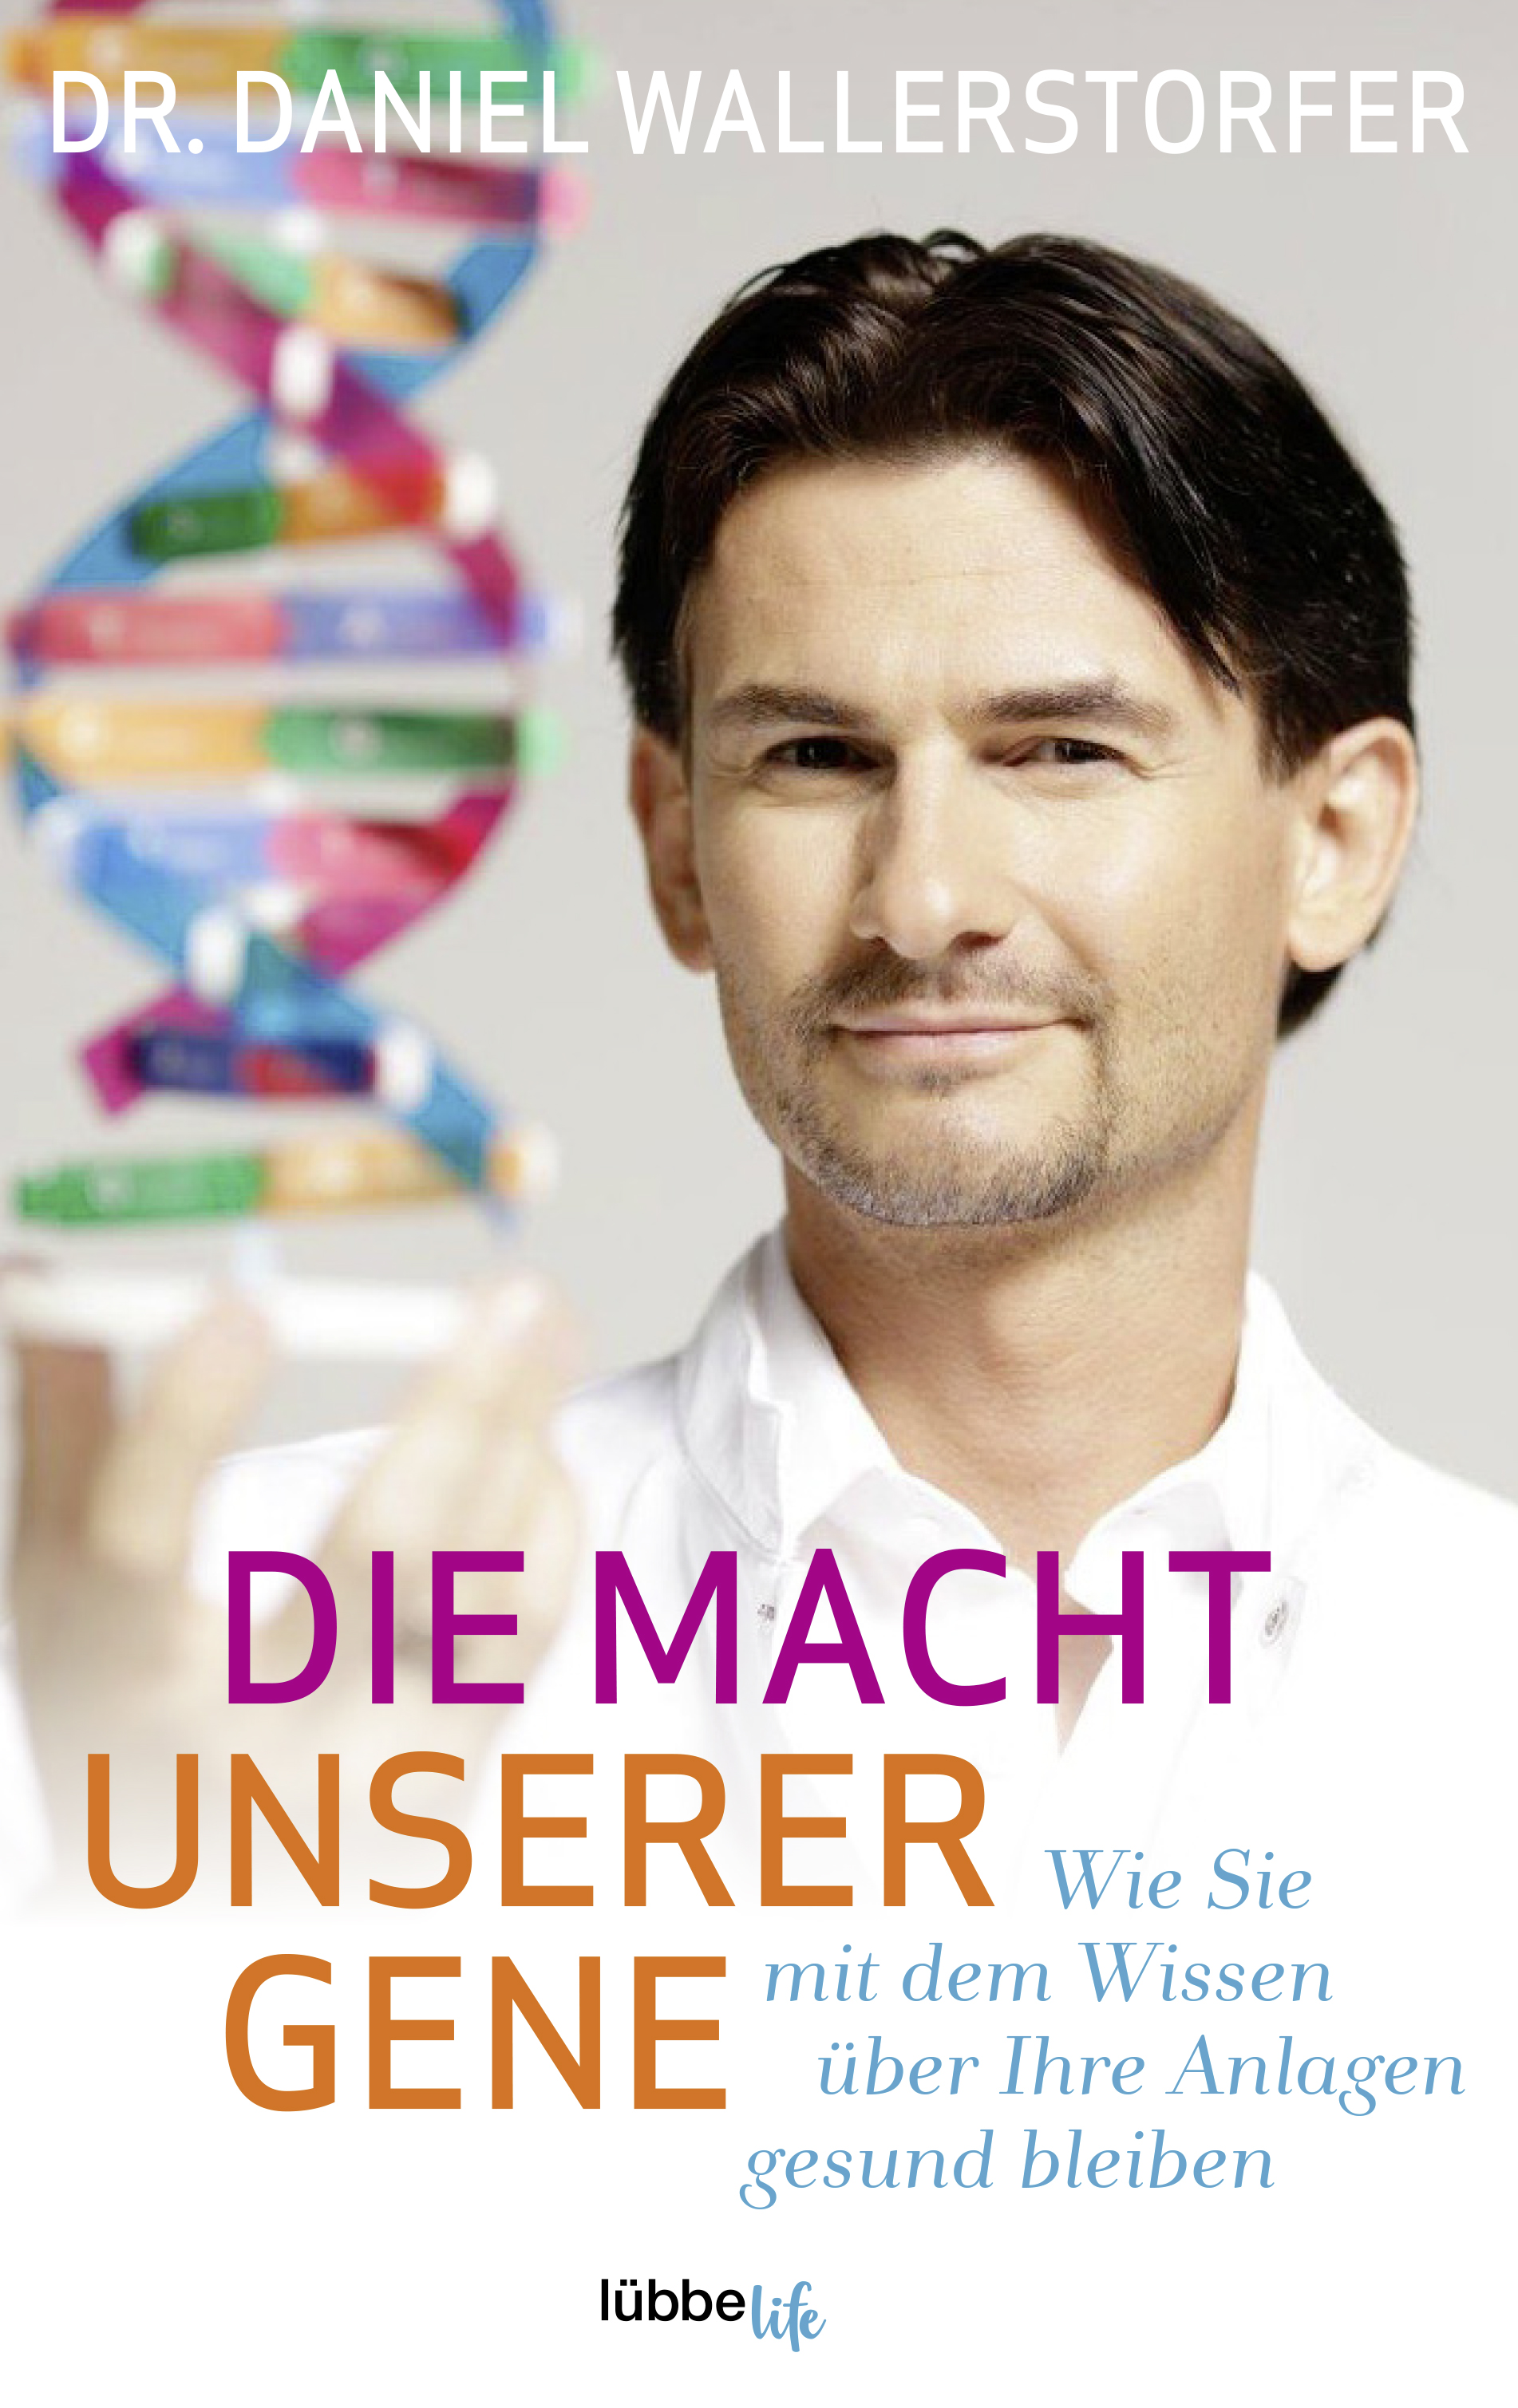 DR. DANIEL WALLERSTORFER
DIE MACHT
UNSERER
GENE
Wie Sie
mit dem Wissen
über Ihre Anlagen
gesund bleiben
lübbe life